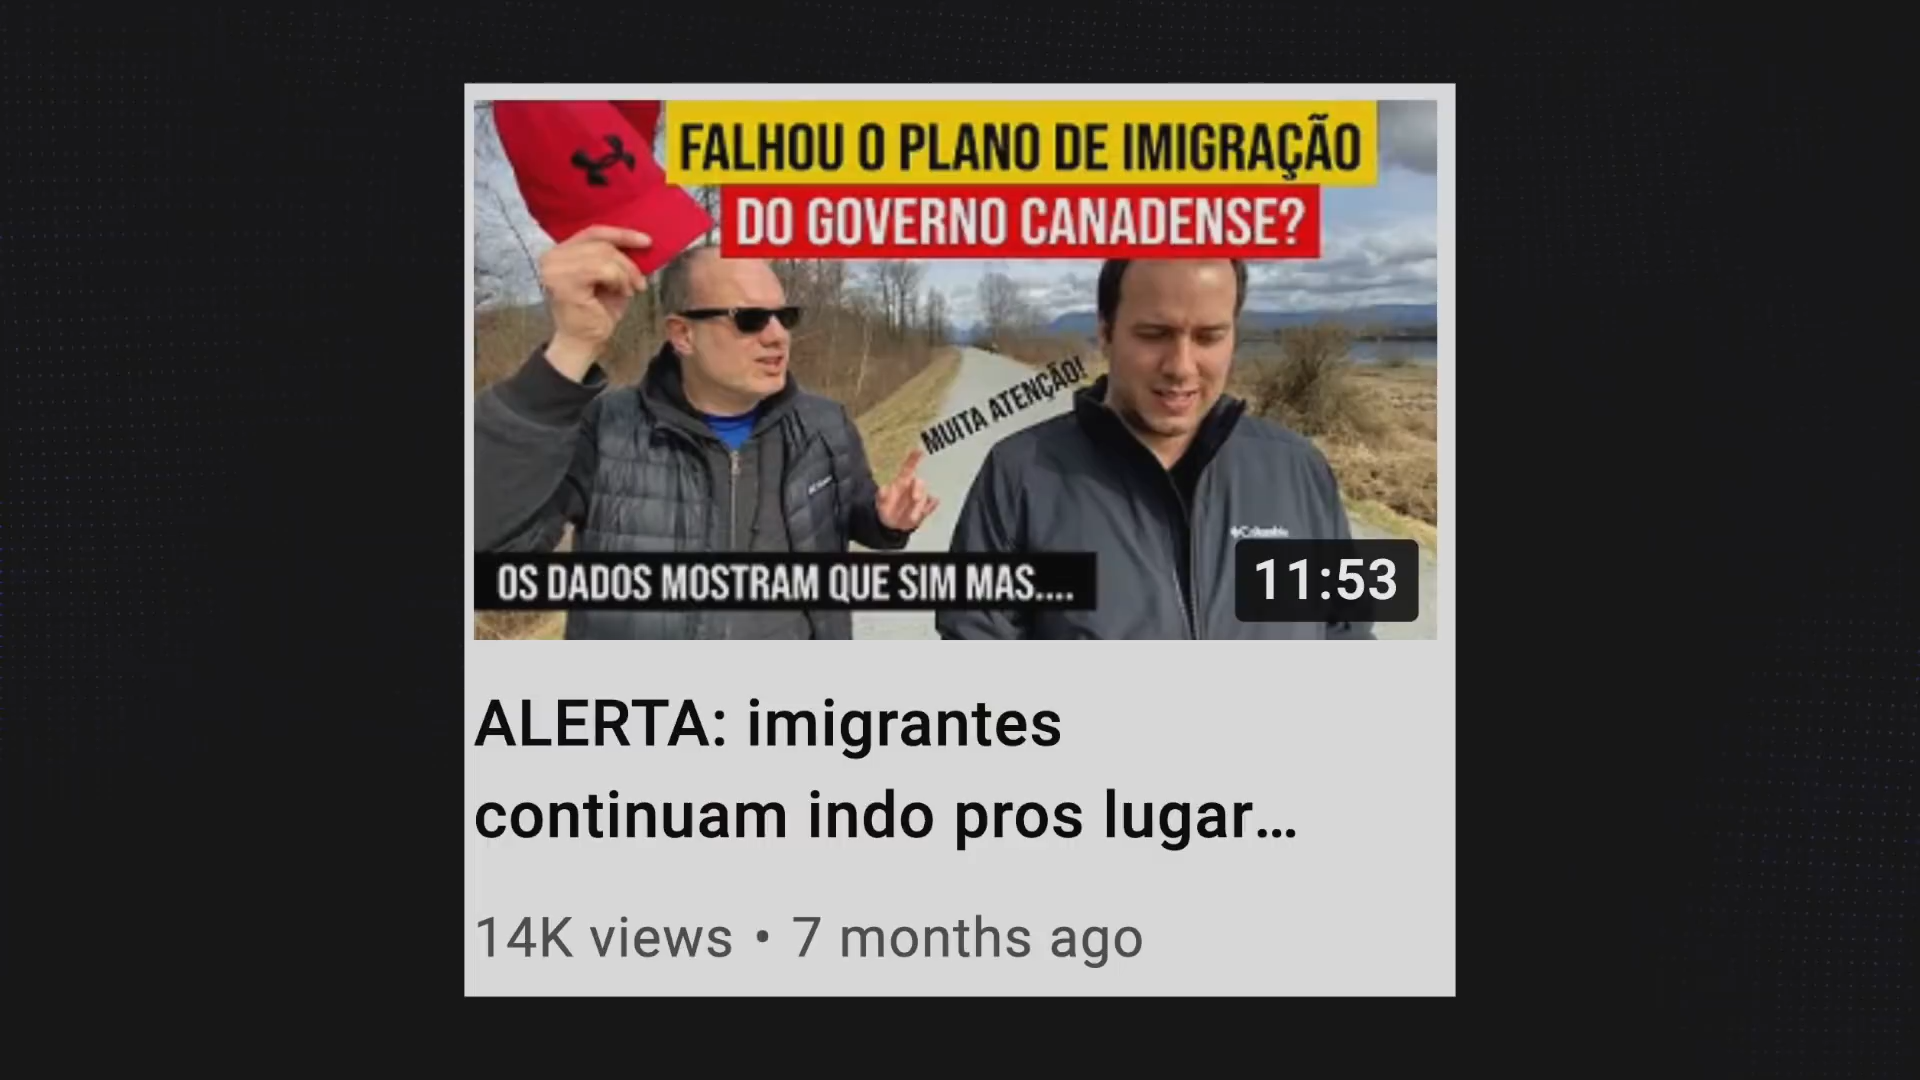 FALHOU O PLANO DE IMIGRAÇÃO
DO GOVERNO CANADENSE?
MUITA ATENÇÃO!
Columbia
OS DADOS MOSTRAM QUE SIM MAS....
11:53
ALERTA: imigrantes
continuam indo pros lugar...
14K views • 7 months ago